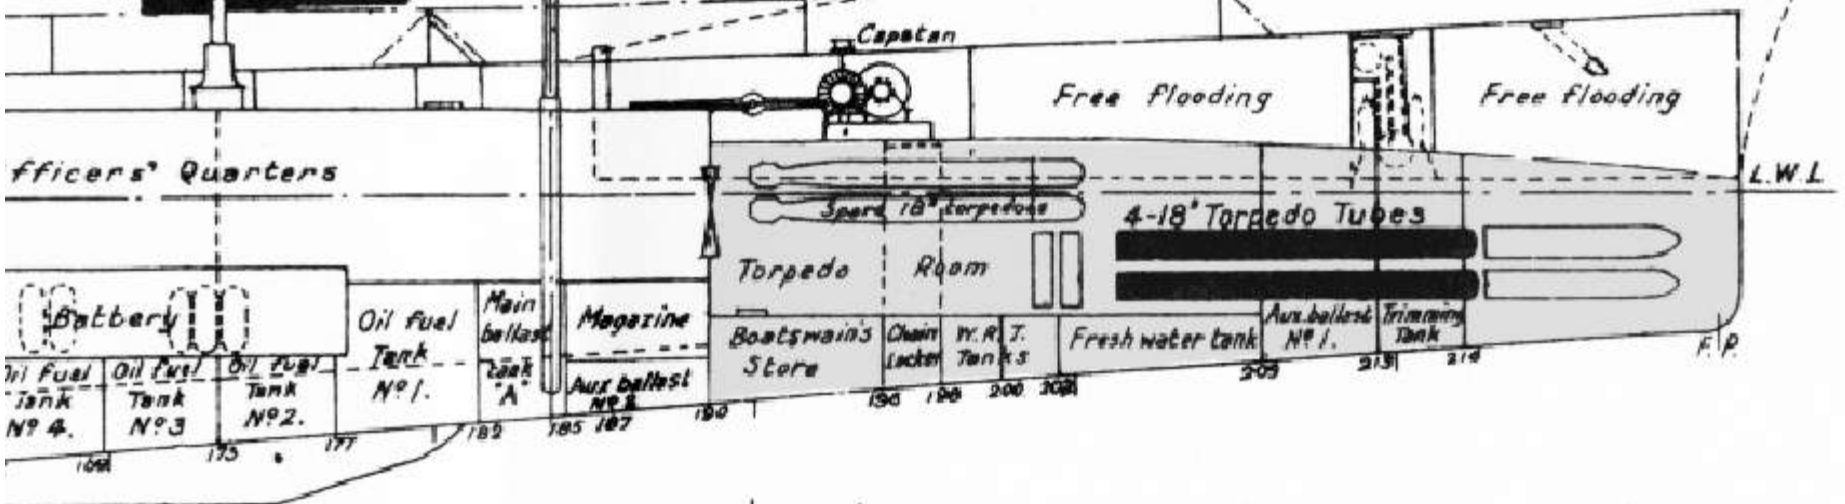 Capstan
Free flooding
Free flooding
fficers' Quarters
L.W.L.
Spare 18" torpedoes
4-18" Torpedo Tubes
Torpedo Room
Battery
Oil fuel
Tank
Nº 1.
Main
ballast
tank
"A"
Magazine
Aux. ballast
Nº 2
Boatswain's
Store
Chain
Locker
W.R.T.
Tanks
Fresh water tank
Aux. ballast
Nº 1.
Trimming
Tank
F.P.
Oil fuel
Tank
Nº 4.
Oil fuel
Tank
Nº 3
Oil fuel
Tank
Nº 2.
173
177
182
185
187
190
196
198
200
202
209
213
214